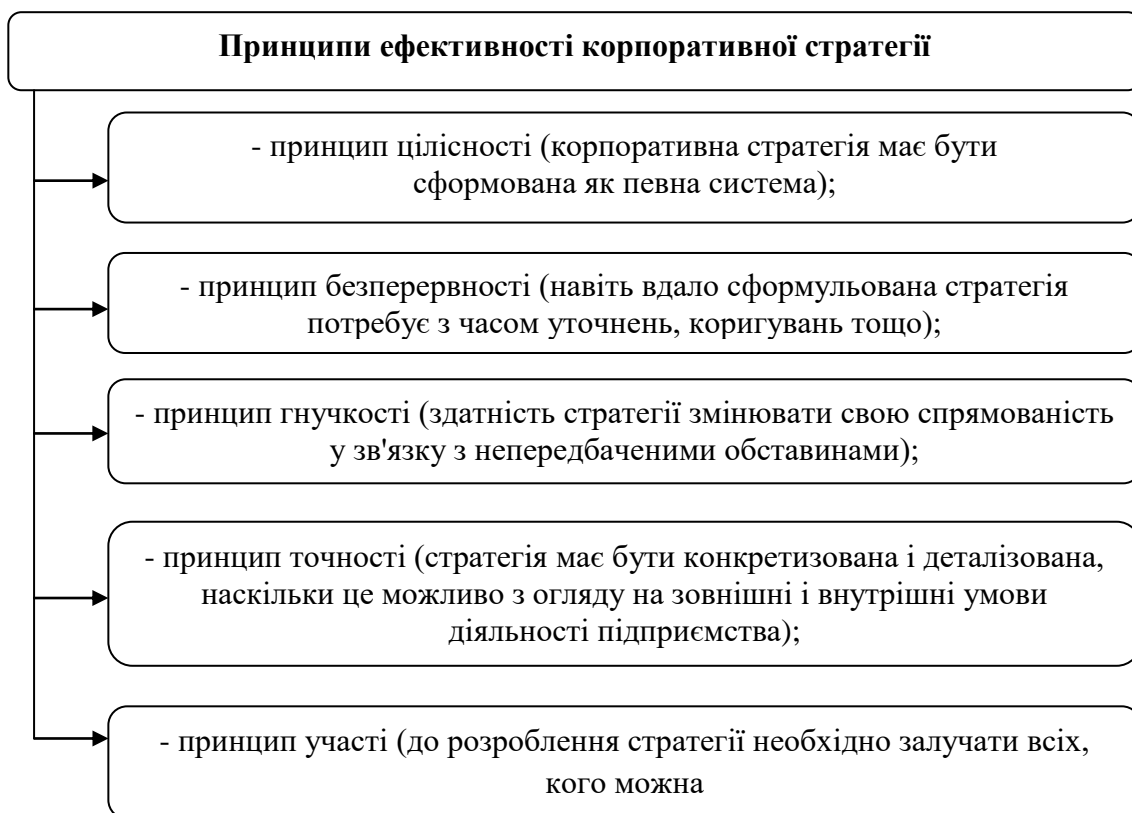 Принципи ефективності корпоративної стратегії
- принцип цілісності (корпоративна стратегія має бути
сформована як певна система);
- принцип безперервності (навіть вдало сформульована стратегія
потребує з часом уточнень, коригувань тощо);
- принцип гнучкості (здатність стратегії змінювати свою спрямованість
у зв'язку з непередбаченими обставинами);
- принцип точності (стратегія має бути конкретизована і деталізована,
наскільки це можливо з огляду на зовнішні і внутрішні умови
діяльності підприємства);
- принцип участі (до розроблення стратегії необхідно залучати всіх,
кого можна